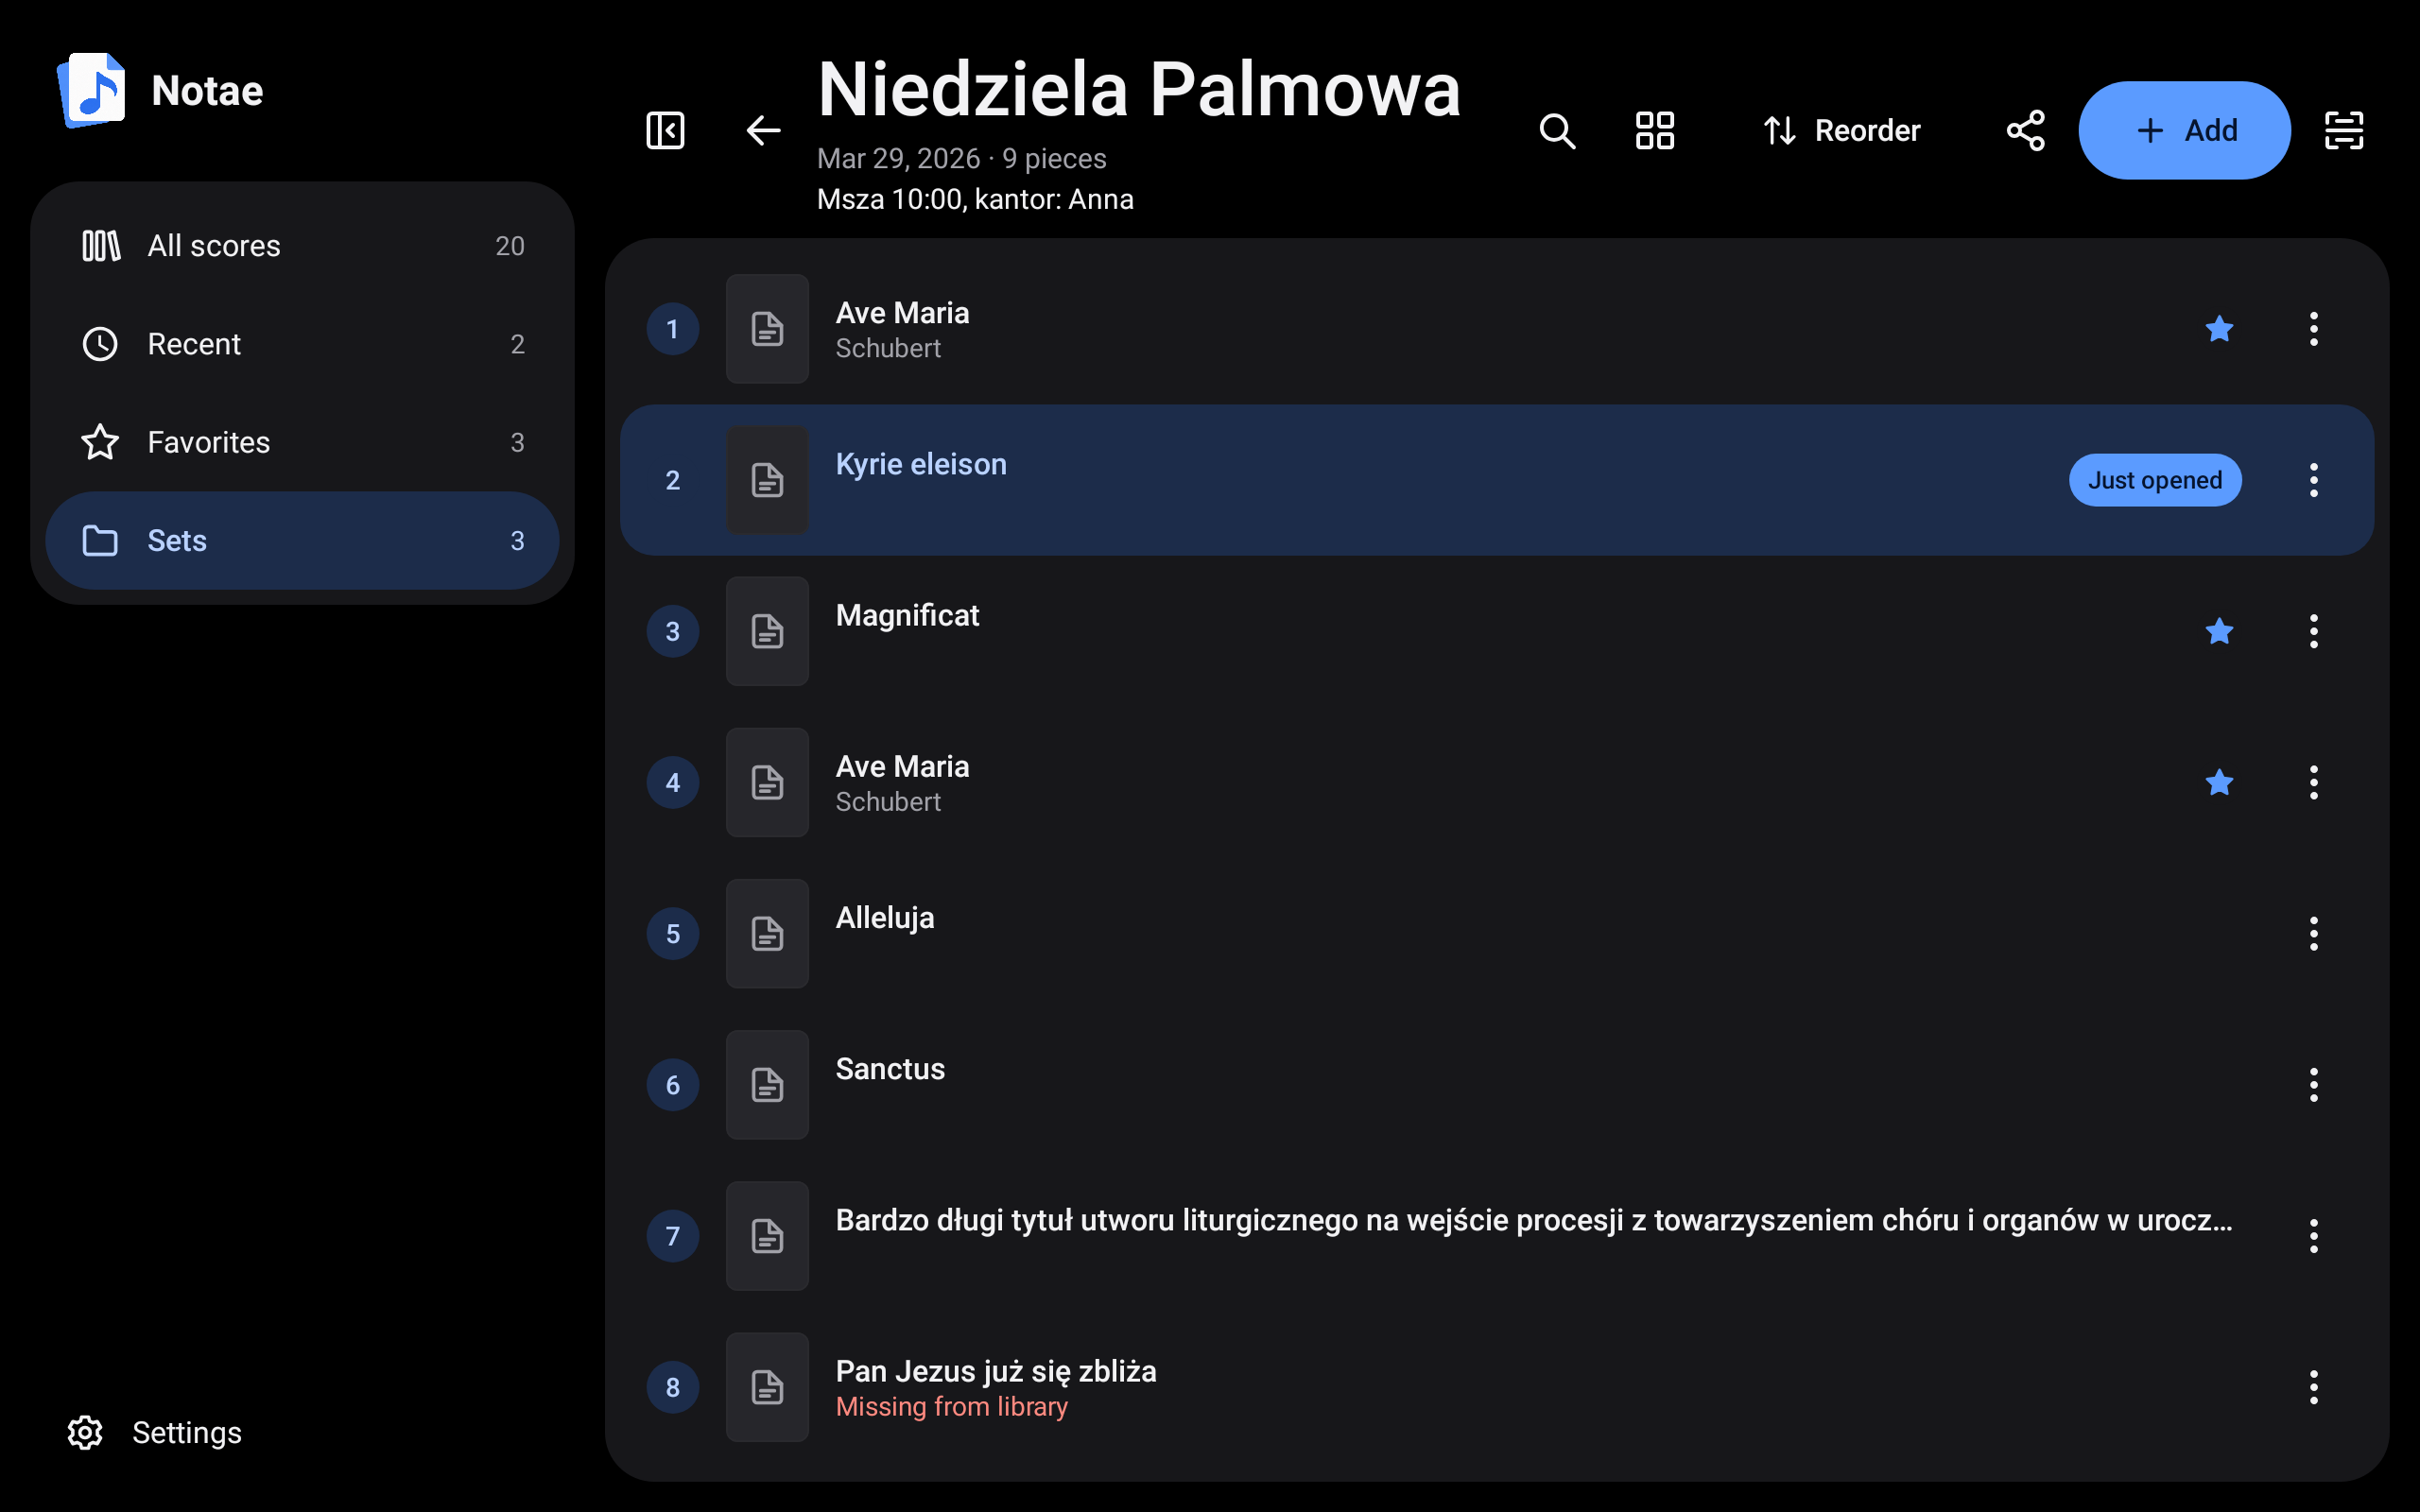 Notae
All scores 20
Recent 2
Favorites 3
Sets 3
Settings
Niedziela Palmowa
Mar 29, 2026 · 9 pieces
Msza 10:00, kantor: Anna
Reorder
Add
1
Ave Maria
Schubert
2
Kyrie eleison
Just opened
3
Magnificat
4
Ave Maria
Schubert
5
Alleluja
6
Sanctus
7
Bardzo długi tytuł utworu liturgicznego na wejście procesji z towarzyszeniem chóru i organów w urocz…
8
Pan Jezus już się zbliża
Missing from library